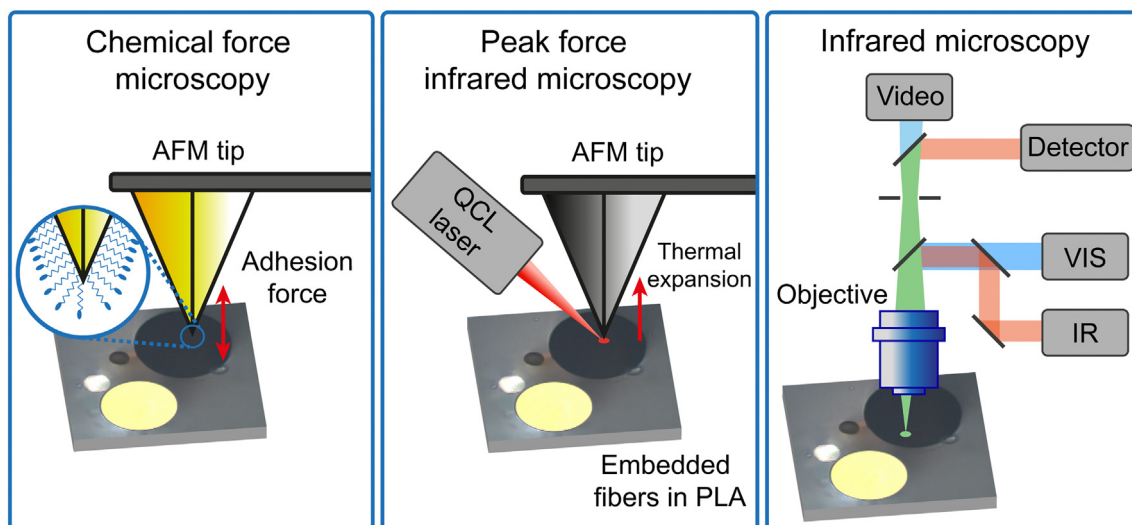 Chemical force
microscopy
AFM tip
Adhesion
force
Peak force
infrared microscopy
AFM tip
QCL
laser
Thermal
expansion
Embedded
fibers in PLA
Infrared microscopy
Video
Detector
VIS
Objective
IR